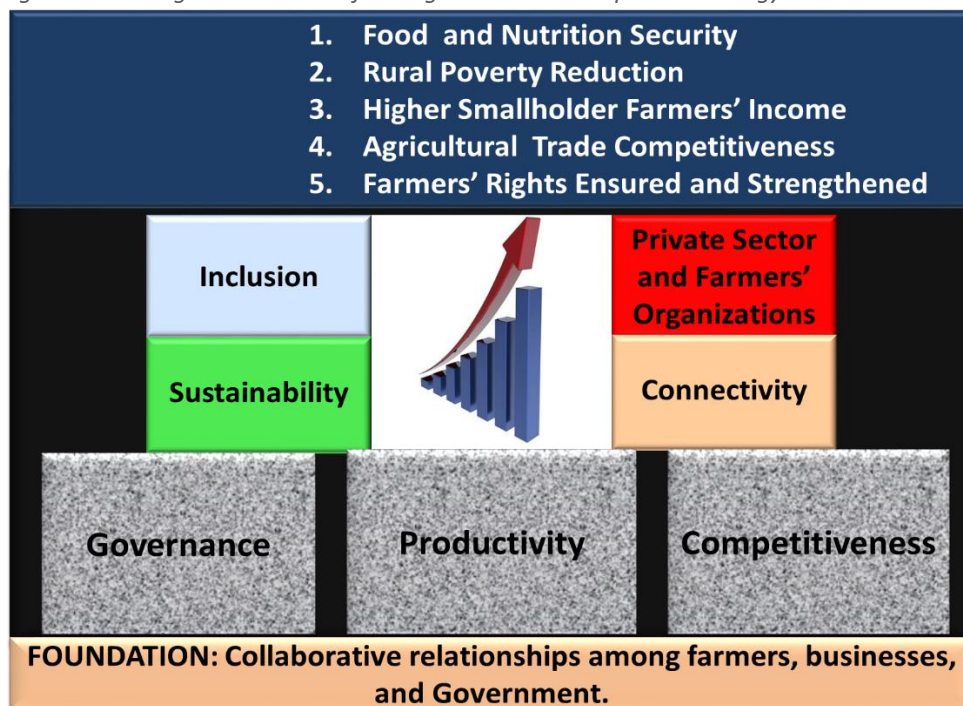 1. Food and Nutrition Security
2. Rural Poverty Reduction
3. Higher Smallholder Farmers' Income
4. Agricultural Trade Competitiveness
5. Farmers' Rights Ensured and Strengthened
Inclusion
Private Sector
and Farmers'
Organizations
Sustainability
Connectivity
Governance
Productivity
Competitiveness
FOUNDATION: Collaborative relationships among farmers, businesses,
and Government.